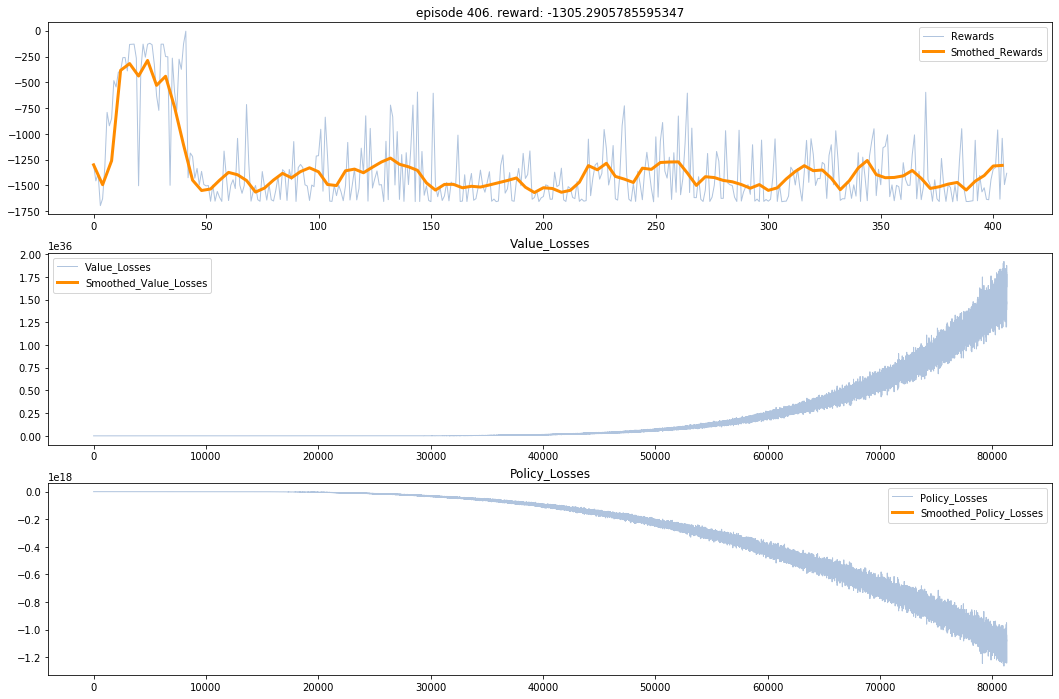 episode 406. reward: -1305.2905785595347
0
−250
−500
−750
−1000
−1250
−1500
−1750
Rewards
Smothed_Rewards
0 50 100 150 200 250 300 350 400
Value_Losses
1e36
2.00
1.75
1.50
1.25
1.00
0.75
0.50
0.25
0.00
Value_Losses
Smoothed_Value_Losses
0 10000 20000 30000 40000 50000 60000 70000 80000
Policy_Losses
1e18
0.0
−0.2
−0.4
−0.6
−0.8
−1.0
−1.2
Policy_Losses
Smoothed_Policy_Losses
0 10000 20000 30000 40000 50000 60000 70000 80000